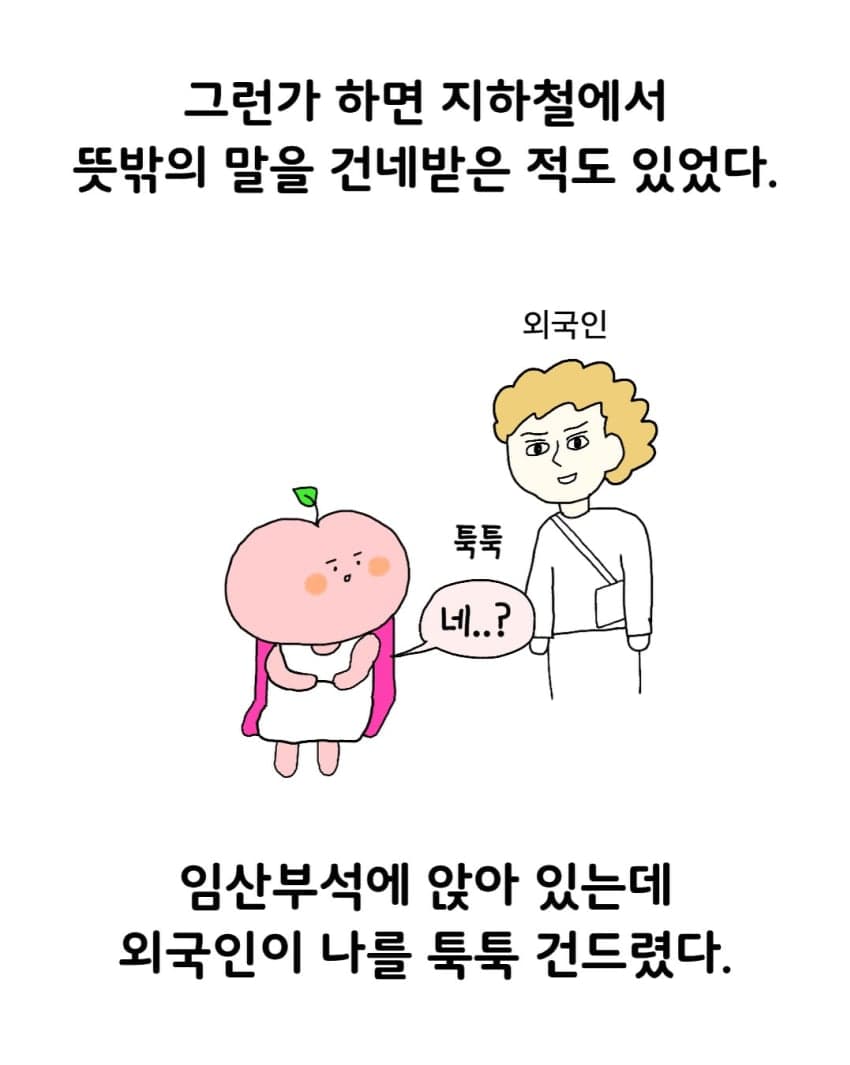 그런가 하면 지하철에서
뜻밖의 말을 건네받은 적도 있었다.
외국인
툭툭
네..?
임산부석에 앉아 있는데
외국인이 나를 툭툭 건드렸다.